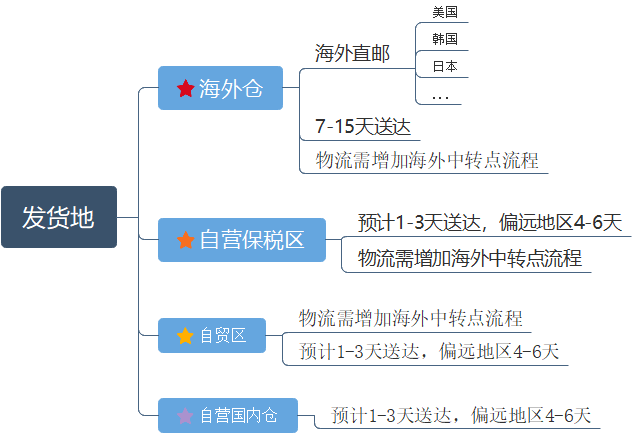 发货地
海外仓
海外直邮
美国
韩国
日本
...
7-15天送达
物流需增加海外中转点流程
自营保税区
预计1-3天送达，偏远地区4-6天
物流需增加海外中转点流程
自贸区
物流需增加海外中转点流程
预计1-3天送达，偏远地区4-6天
自营国内仓
预计1-3天送达，偏远地区4-6天